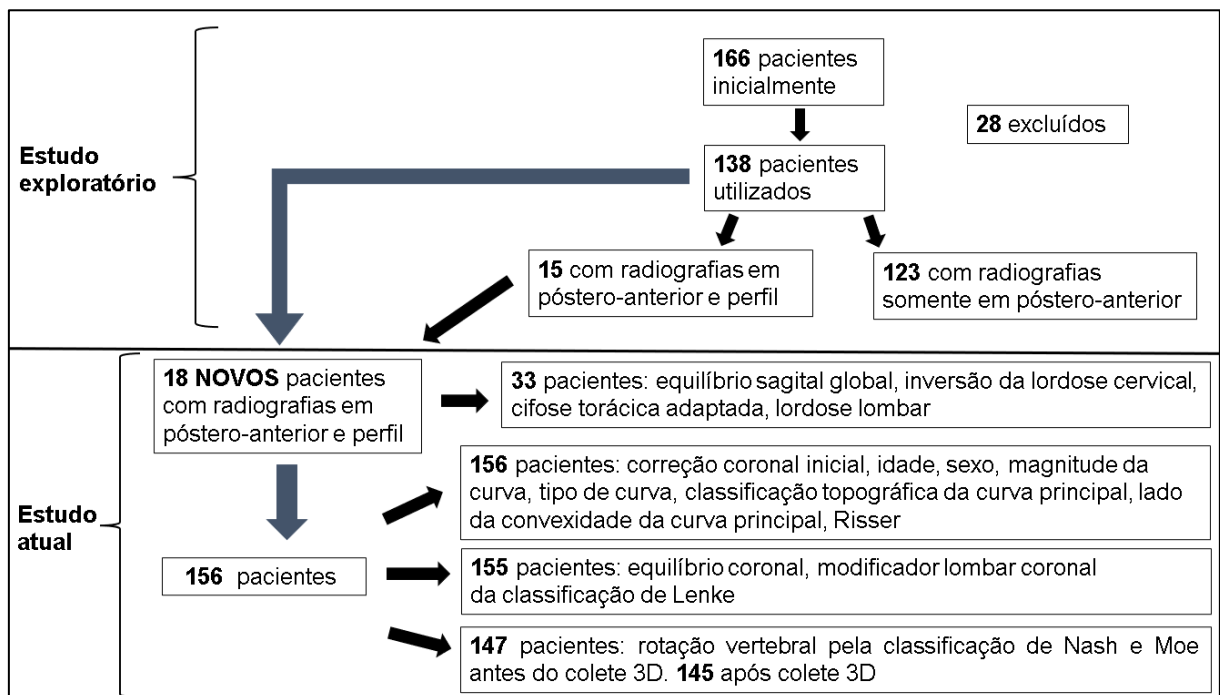 166 pacientes
inicialmente
28 excluídos
Estudo
exploratório
138 pacientes
utilizados
15 com radiografias em
póstero-anterior e perfil
123 com radiografias
somente em póstero-anterior
18 NOVOS pacientes
com radiografias em
póstero-anterior e perfil
33 pacientes: equilíbrio sagital global, inversão da lordose cervical,
cifose torácica adaptada, lordose lombar
156 pacientes: correção coronal inicial, idade, sexo, magnitude da
curva, tipo de curva, classificação topográfica da curva principal, lado
da convexidade da curva principal, Risser
Estudo
atual
156 pacientes
155 pacientes: equilíbrio coronal, modificador lombar coronal
da classificação de Lenke
147 pacientes: rotação vertebral pela classificação de Nash e Moe
antes do colete 3D. 145 após colete 3D